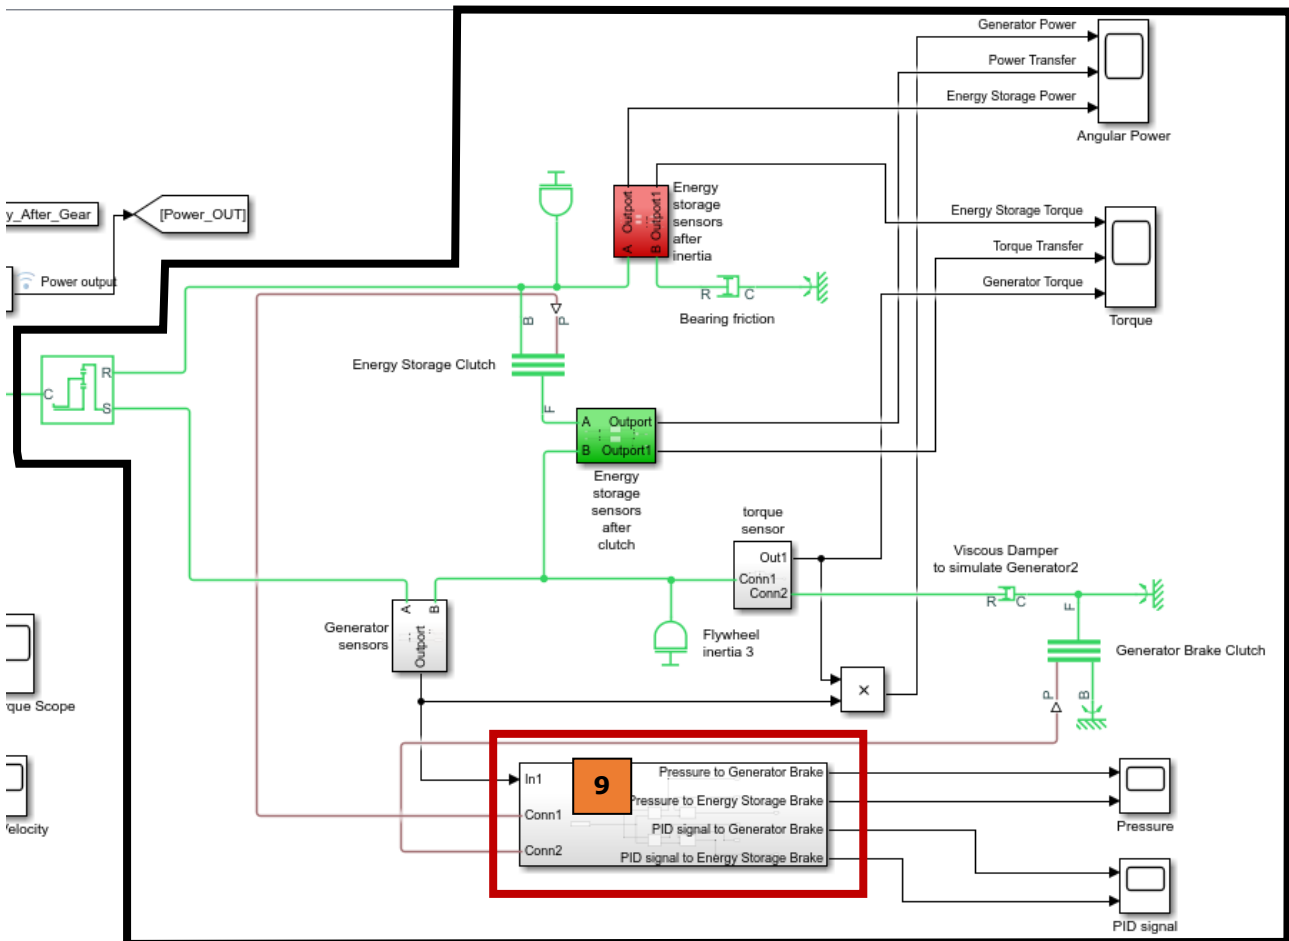 Generator Power
Power Transfer
Energy Storage Power
Angular Power
y_After_Gear
[Power_OUT]
Power output
Outport
Outport1
A
B
Energy
storage
sensors
after
inertia
Energy Storage Torque
Torque Transfer
Generator Torque
Torque
R
C
Bearing friction
B
P
Energy Storage Clutch
F
C
R
S
A
Outport
B
Outport1
Energy
storage
sensors
after
clutch
torque
sensor
Out1
Conn1
Conn2
Viscous Damper
to simulate Generator2
R
C
F
Generator
sensors
A
B
Outport
Flywheel
inertia 3
Generator Brake Clutch
P
B
×
que Scope
elocity
In1
Conn1
Conn2
9
Pressure to Generator Brake
Pressure to Energy Storage Brake
PID signal to Generator Brake
PID signal to Energy Storage Brake
Pressure
PID signal